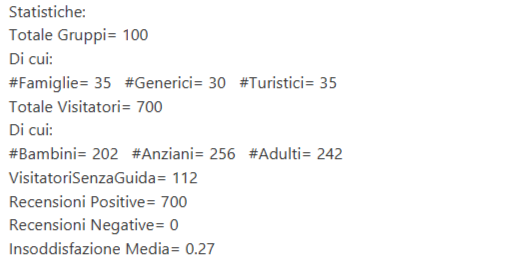 Statistiche:
Totale Gruppi= 100
Di cui:
#Famiglie= 35 #Generici= 30 #Turistici= 35
Totale Visitatori= 700
Di cui:
#Bambini= 202 #Anziani= 256 #Adulti= 242
VisitatoriSenzaGuida= 112
Recensioni Positive= 700
Recensioni Negative= 0
Insoddisfazione Media= 0.27